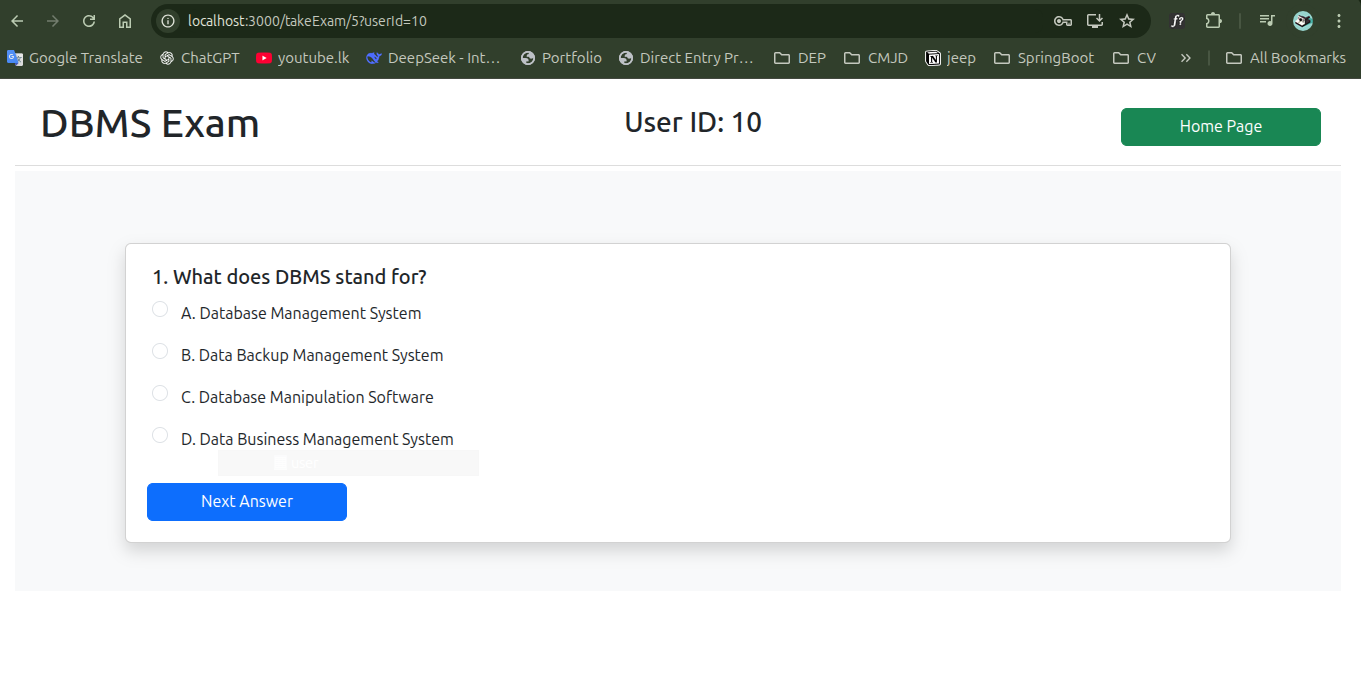 localhost:3000/takeExam/5?userId=10
Google Translate ChatGPT youtube.lk DeepSeek - Int... Portfolio Direct Entry Pr... DEP CMJD jeep SpringBoot CV All Bookmarks
DBMS Exam User ID: 10 Home Page
1. What does DBMS stand for?
A. Database Management System
B. Data Backup Management System
C. Database Manipulation Software
D. Data Business Management System
Next Answer